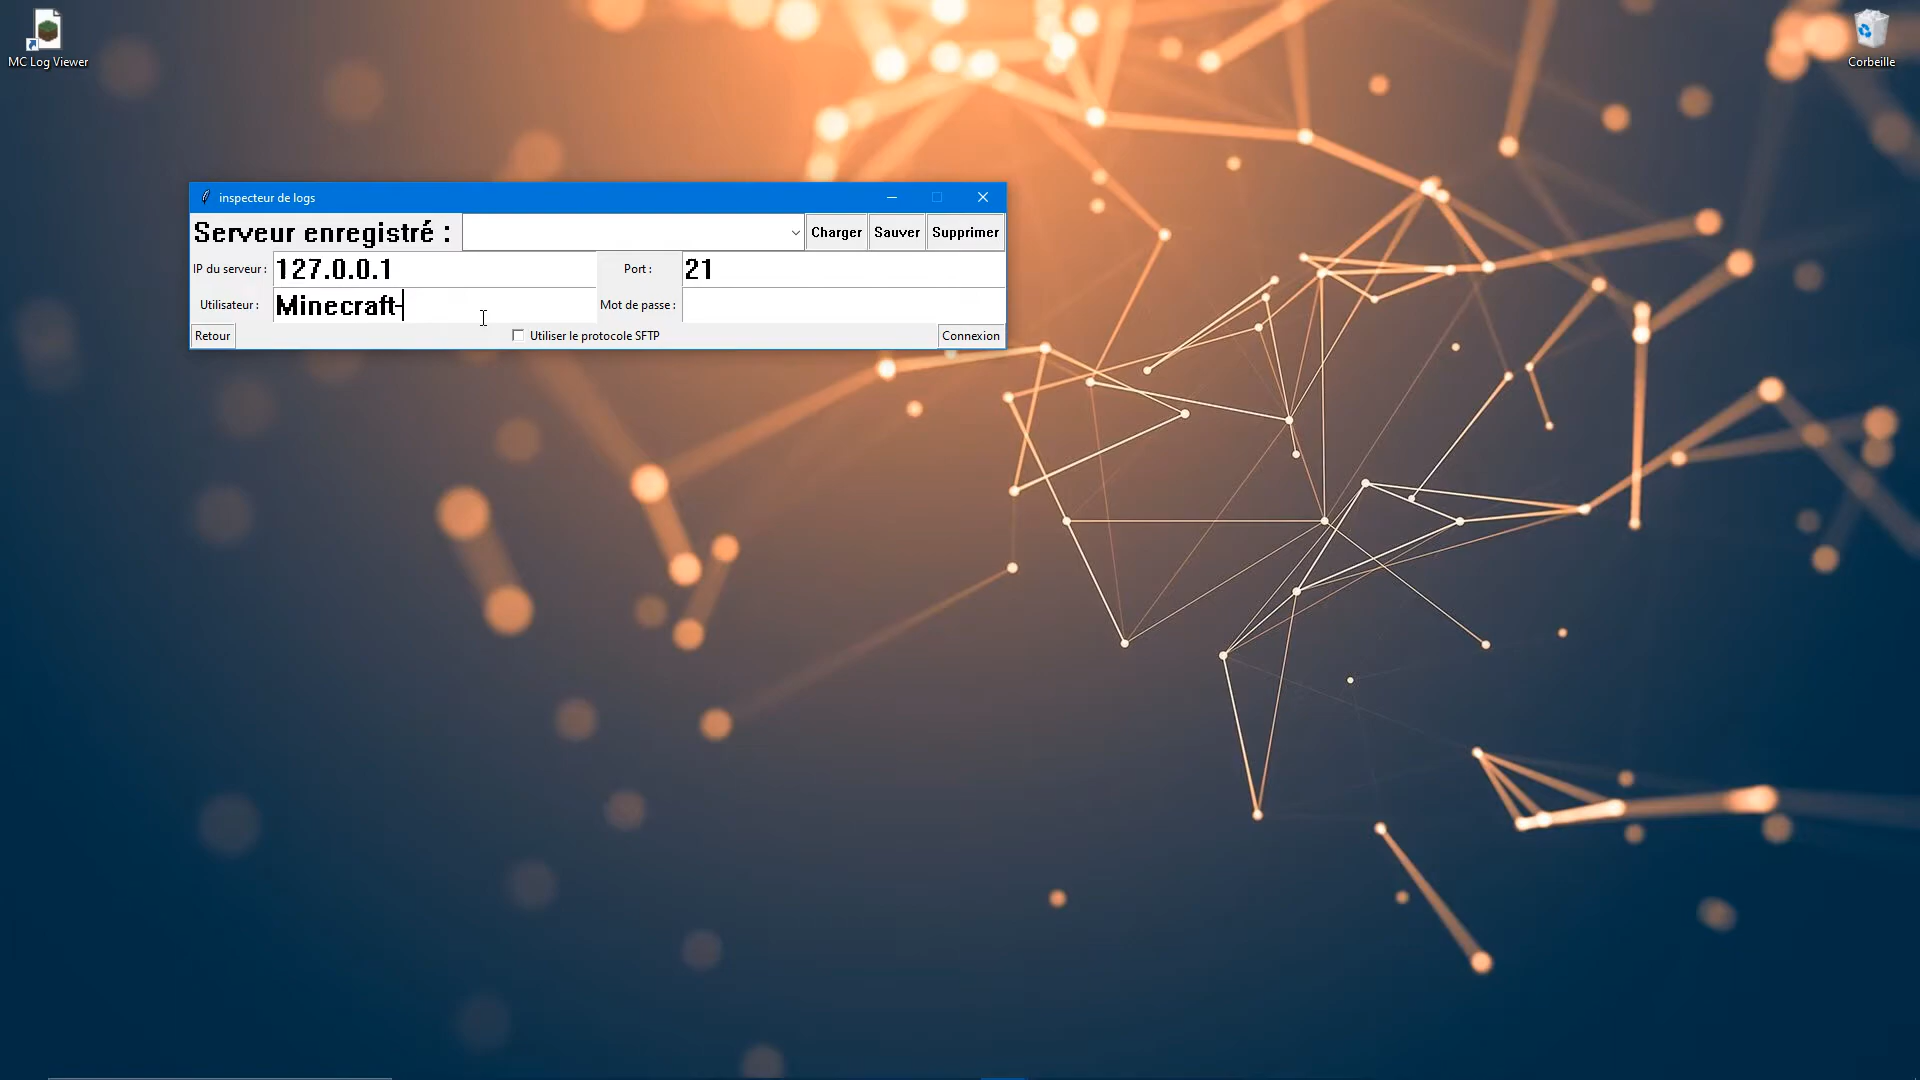 MC Log Viewer
Corbeille
inspecteur de logs
Serveur enregistré : Charger Sauver Supprimer
IP du serveur : 127.0.0.1 Port : 21
Utilisateur : Minecraft- Mot de passe :
Retour Utiliser le protocole SFTP Connexion